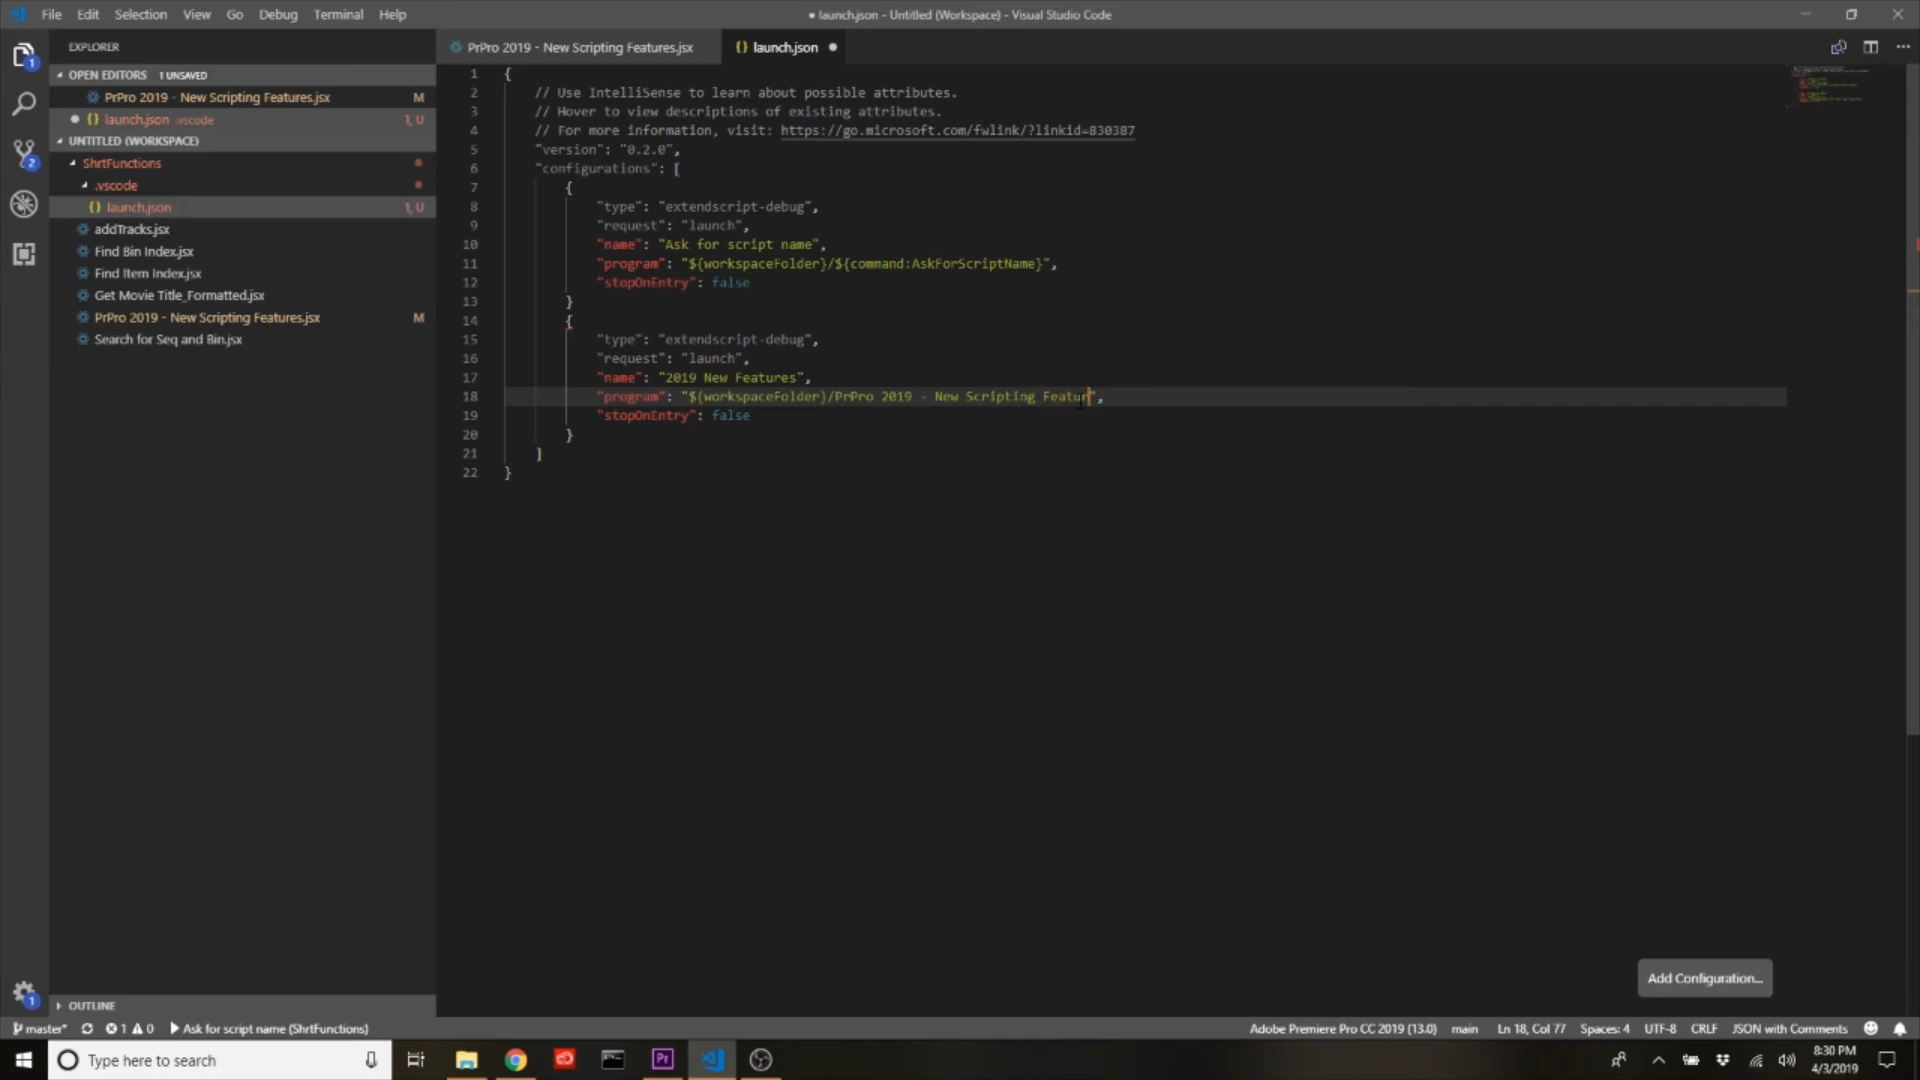 File Edit Selection View Go Debug Terminal Help
● launch.json - Untitled (Workspace) - Visual Studio Code
EXPLORER
OPEN EDITORS 1 UNSAVED
PrPro 2019 - New Scripting Features.jsx M
launch.json .vscode 1, U
UNTITLED (WORKSPACE)
ShrtFunctions
.vscode
{} launch.json 1, U
addTracks.jsx
Find Bin Index.jsx
Find Item Index.jsx
Get Movie Title_Formatted.jsx
PrPro 2019 - New Scripting Features.jsx M
Search for Seq and Bin.jsx
OUTLINE
PrPro 2019 - New Scripting Features.jsx
{} launch.json ●
1 {
2 // Use IntelliSense to learn about possible attributes.
3 // Hover to view descriptions of existing attributes.
4 // For more information, visit: https://go.microsoft.com/fwlink/?linkid=830387
5 "version": "0.2.0",
6 "configurations": [
7 {
8 "type": "extendscript-debug",
9 "request": "launch",
10 "name": "Ask for script name",
11 "program": "${workspaceFolder}/${command:AskForScriptName}",
12 "stopOnEntry": false
13 }
14 {
15 "type": "extendscript-debug",
16 "request": "launch",
17 "name": "2019 New Features",
18 "program": "${workspaceFolder}/PrPro 2019 - New Scripting Featur",
19 "stopOnEntry": false
20 }
21 ]
22 }
Add Configuration...
master* 1 0 Ask for script name (ShrtFunctions)
Adobe Premiere Pro CC 2019 (13.0) main Ln 18, Col 77 Spaces: 4 UTF-8 CRLF JSON with Comments
Type here to search
Pr
8:30 PM
4/3/2019